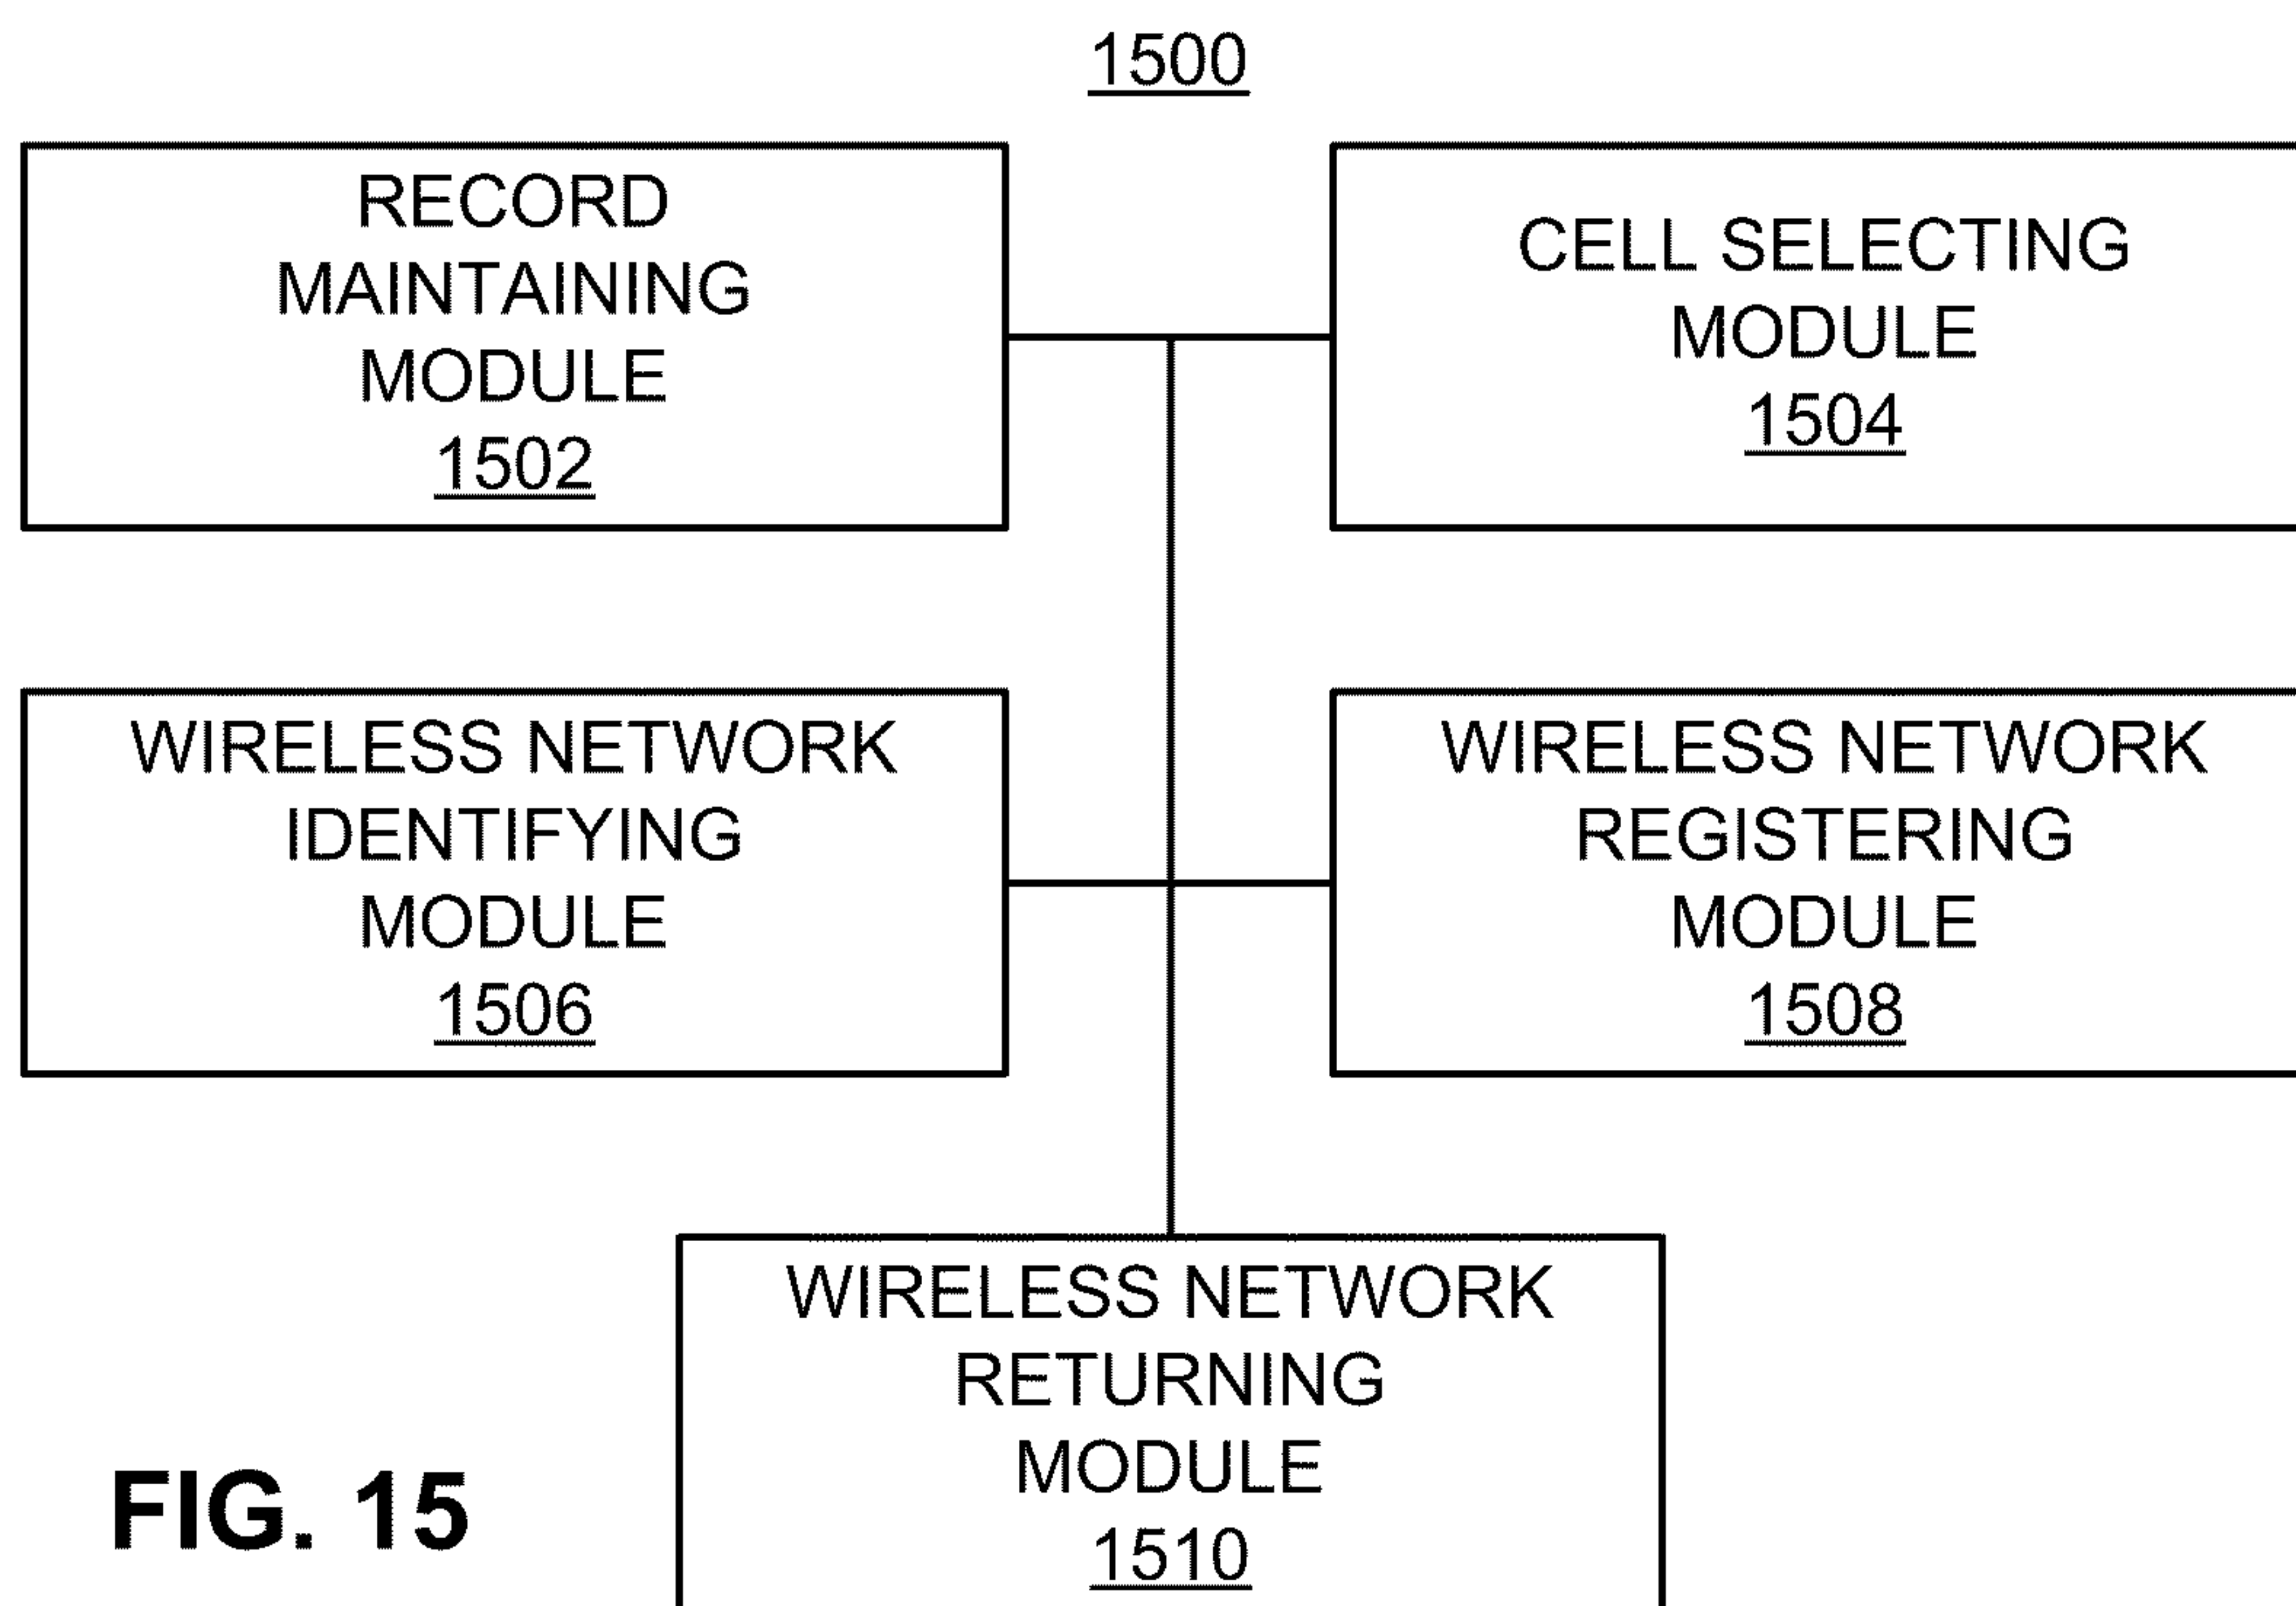 1500
RECORD
MAINTAINING
MODULE
1502
CELL SELECTING
MODULE
1504
WIRELESS NETWORK
IDENTIFYING
MODULE
1506
WIRELESS NETWORK
REGISTERING
MODULE
1508
WIRELESS NETWORK
RETURNING
MODULE
1510
FIG. 15